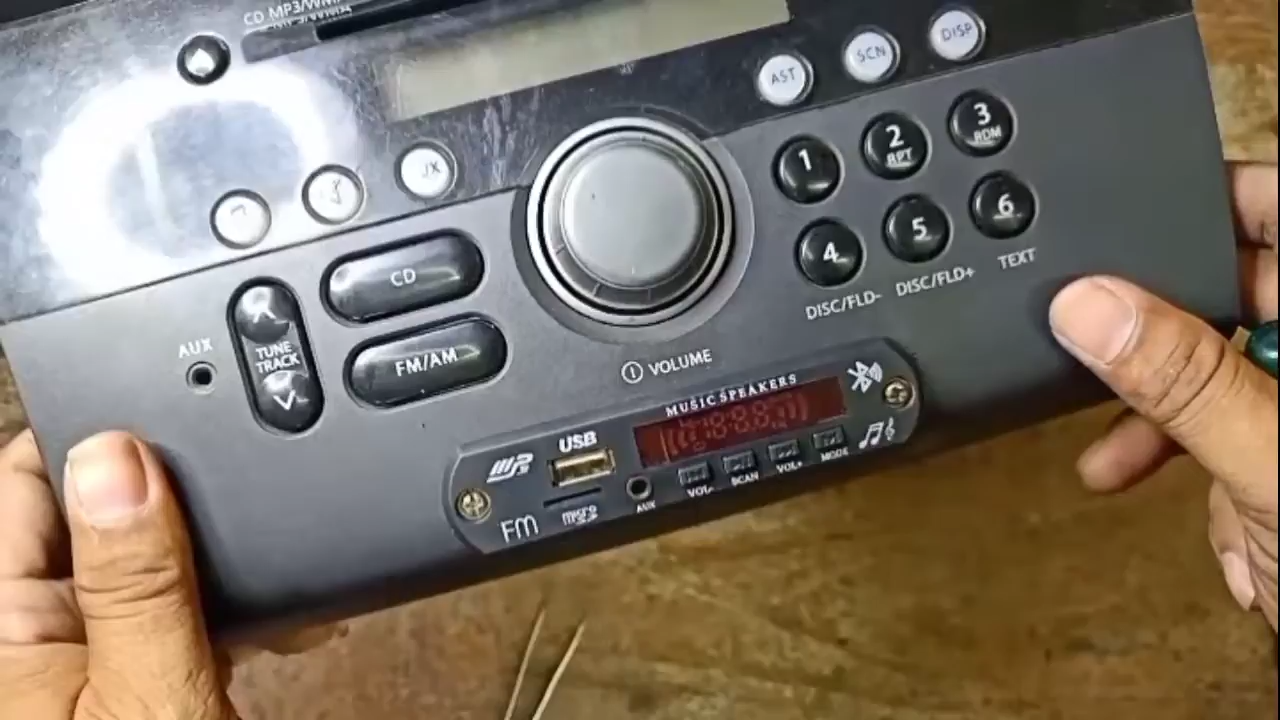 CD MP3/WMA
AST
SCN
DISP
1
2
RPT
3
RDM
4
5
6
DISC/FLD-
DISC/FLD+
TEXT
CD
FM/AM
AUX
TUNE
TRACK
VOLUME
MUSIC SPEAKERS
USB
MP3
FM
micro
AUX
VOL-
SCAN
VOL+
MODE